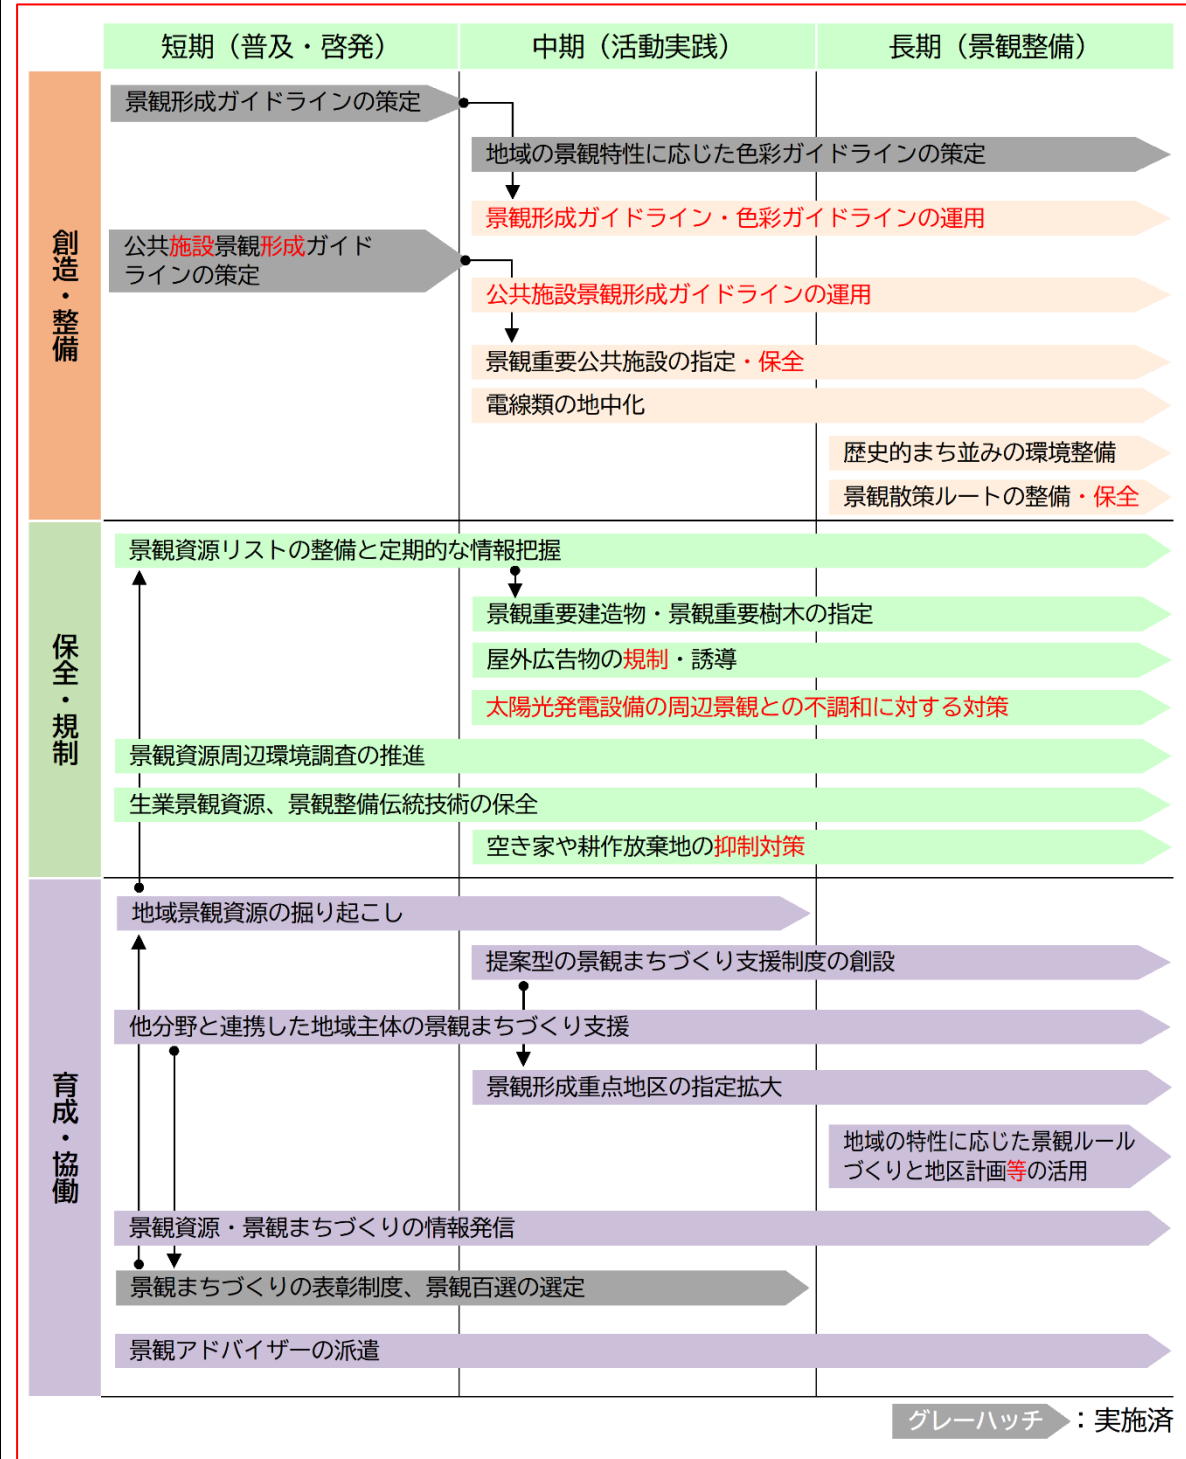 短期（普及・啓発）
中期（活動実践）
長期（景観整備）
創造・整備
景観形成ガイドラインの策定
地域の景観特性に応じた色彩ガイドラインの策定
景観形成ガイドライン・色彩ガイドラインの運用
公共施設景観形成ガイド
ラインの策定
公共施設景観形成ガイドラインの運用
景観重要公共施設の指定・保全
電線類の地中化
歴史的まち並みの環境整備
景観散策ルートの整備・保全
保全・規制
景観資源リストの整備と定期的な情報把握
景観重要建造物・景観重要樹木の指定
屋外広告物の規制・誘導
太陽光発電設備の周辺景観との不調和に対する対策
景観資源周辺環境調査の推進
生業景観資源、景観整備伝統技術の保全
空き家や耕作放棄地の抑制対策
育成・協働
地域景観資源の掘り起こし
提案型の景観まちづくり支援制度の創設
他分野と連携した地域主体の景観まちづくり支援
景観形成重点地区の指定拡大
地域の特性に応じた景観ルール
づくりと地区計画等の活用
景観資源・景観まちづくりの情報発信
景観まちづくりの表彰制度、景観百選の選定
景観アドバイザーの派遣
グレーハッチ：実施済